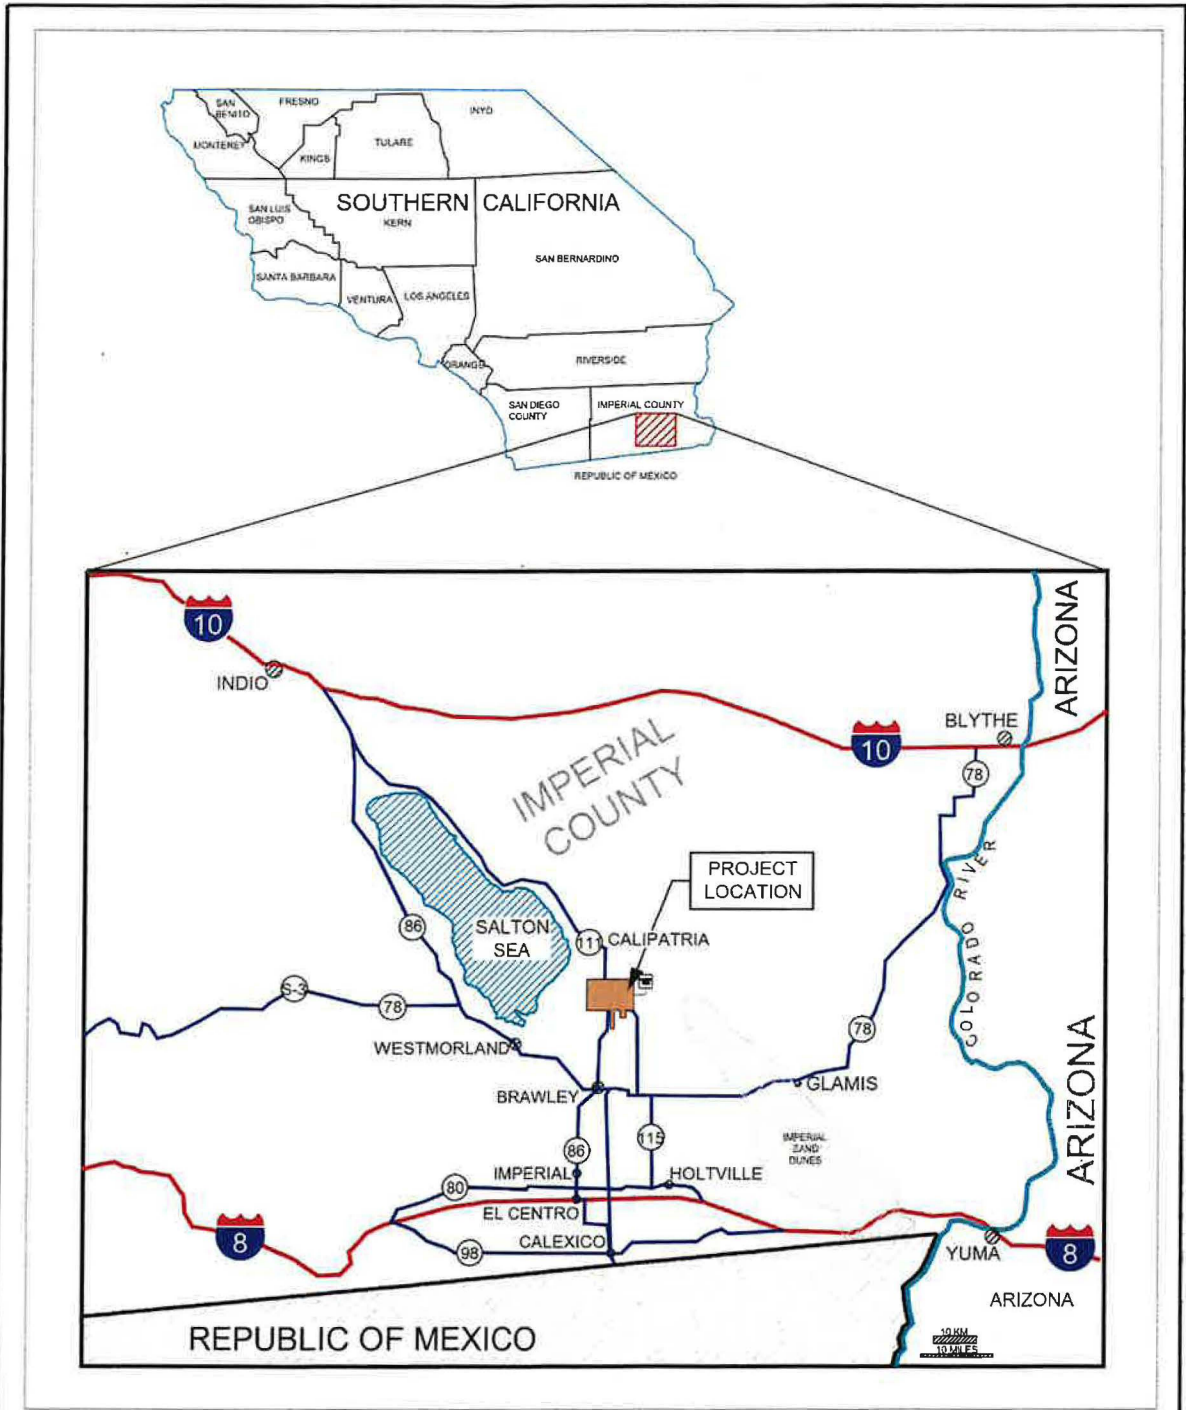 SAN
BENITO
FRESNO
INYO
MONTEREY
KINGS
TULARE
SOUTHERN CALIFORNIA
SAN LUIS
OBISPO
KERN
SAN BERNARDINO
SANTA BARBARA
VENTURA
LOS ANGELES
ORANGE
RIVERSIDE
SAN DIEGO
COUNTY
IMPERIAL COUNTY
REPUBLIC OF MEXICO
10
INDIO
ARIZONA
BLYTHE
10
78
IMPERIAL
COUNTY
PROJECT
LOCATION
COLORADO RIVER
86
SALTON
SEA
111
CALIPATRIA
S-3
78
78
WESTMORLAND
BRAWLEY
GLAMIS
ARIZONA
86
115
IMPERIAL
SAND
DUNES
IMPERIAL
HOLTVILLE
80
EL CENTRO
8
98
CALEXICO
YUMA
8
ARIZONA
REPUBLIC OF MEXICO
10 KM
10 MILES